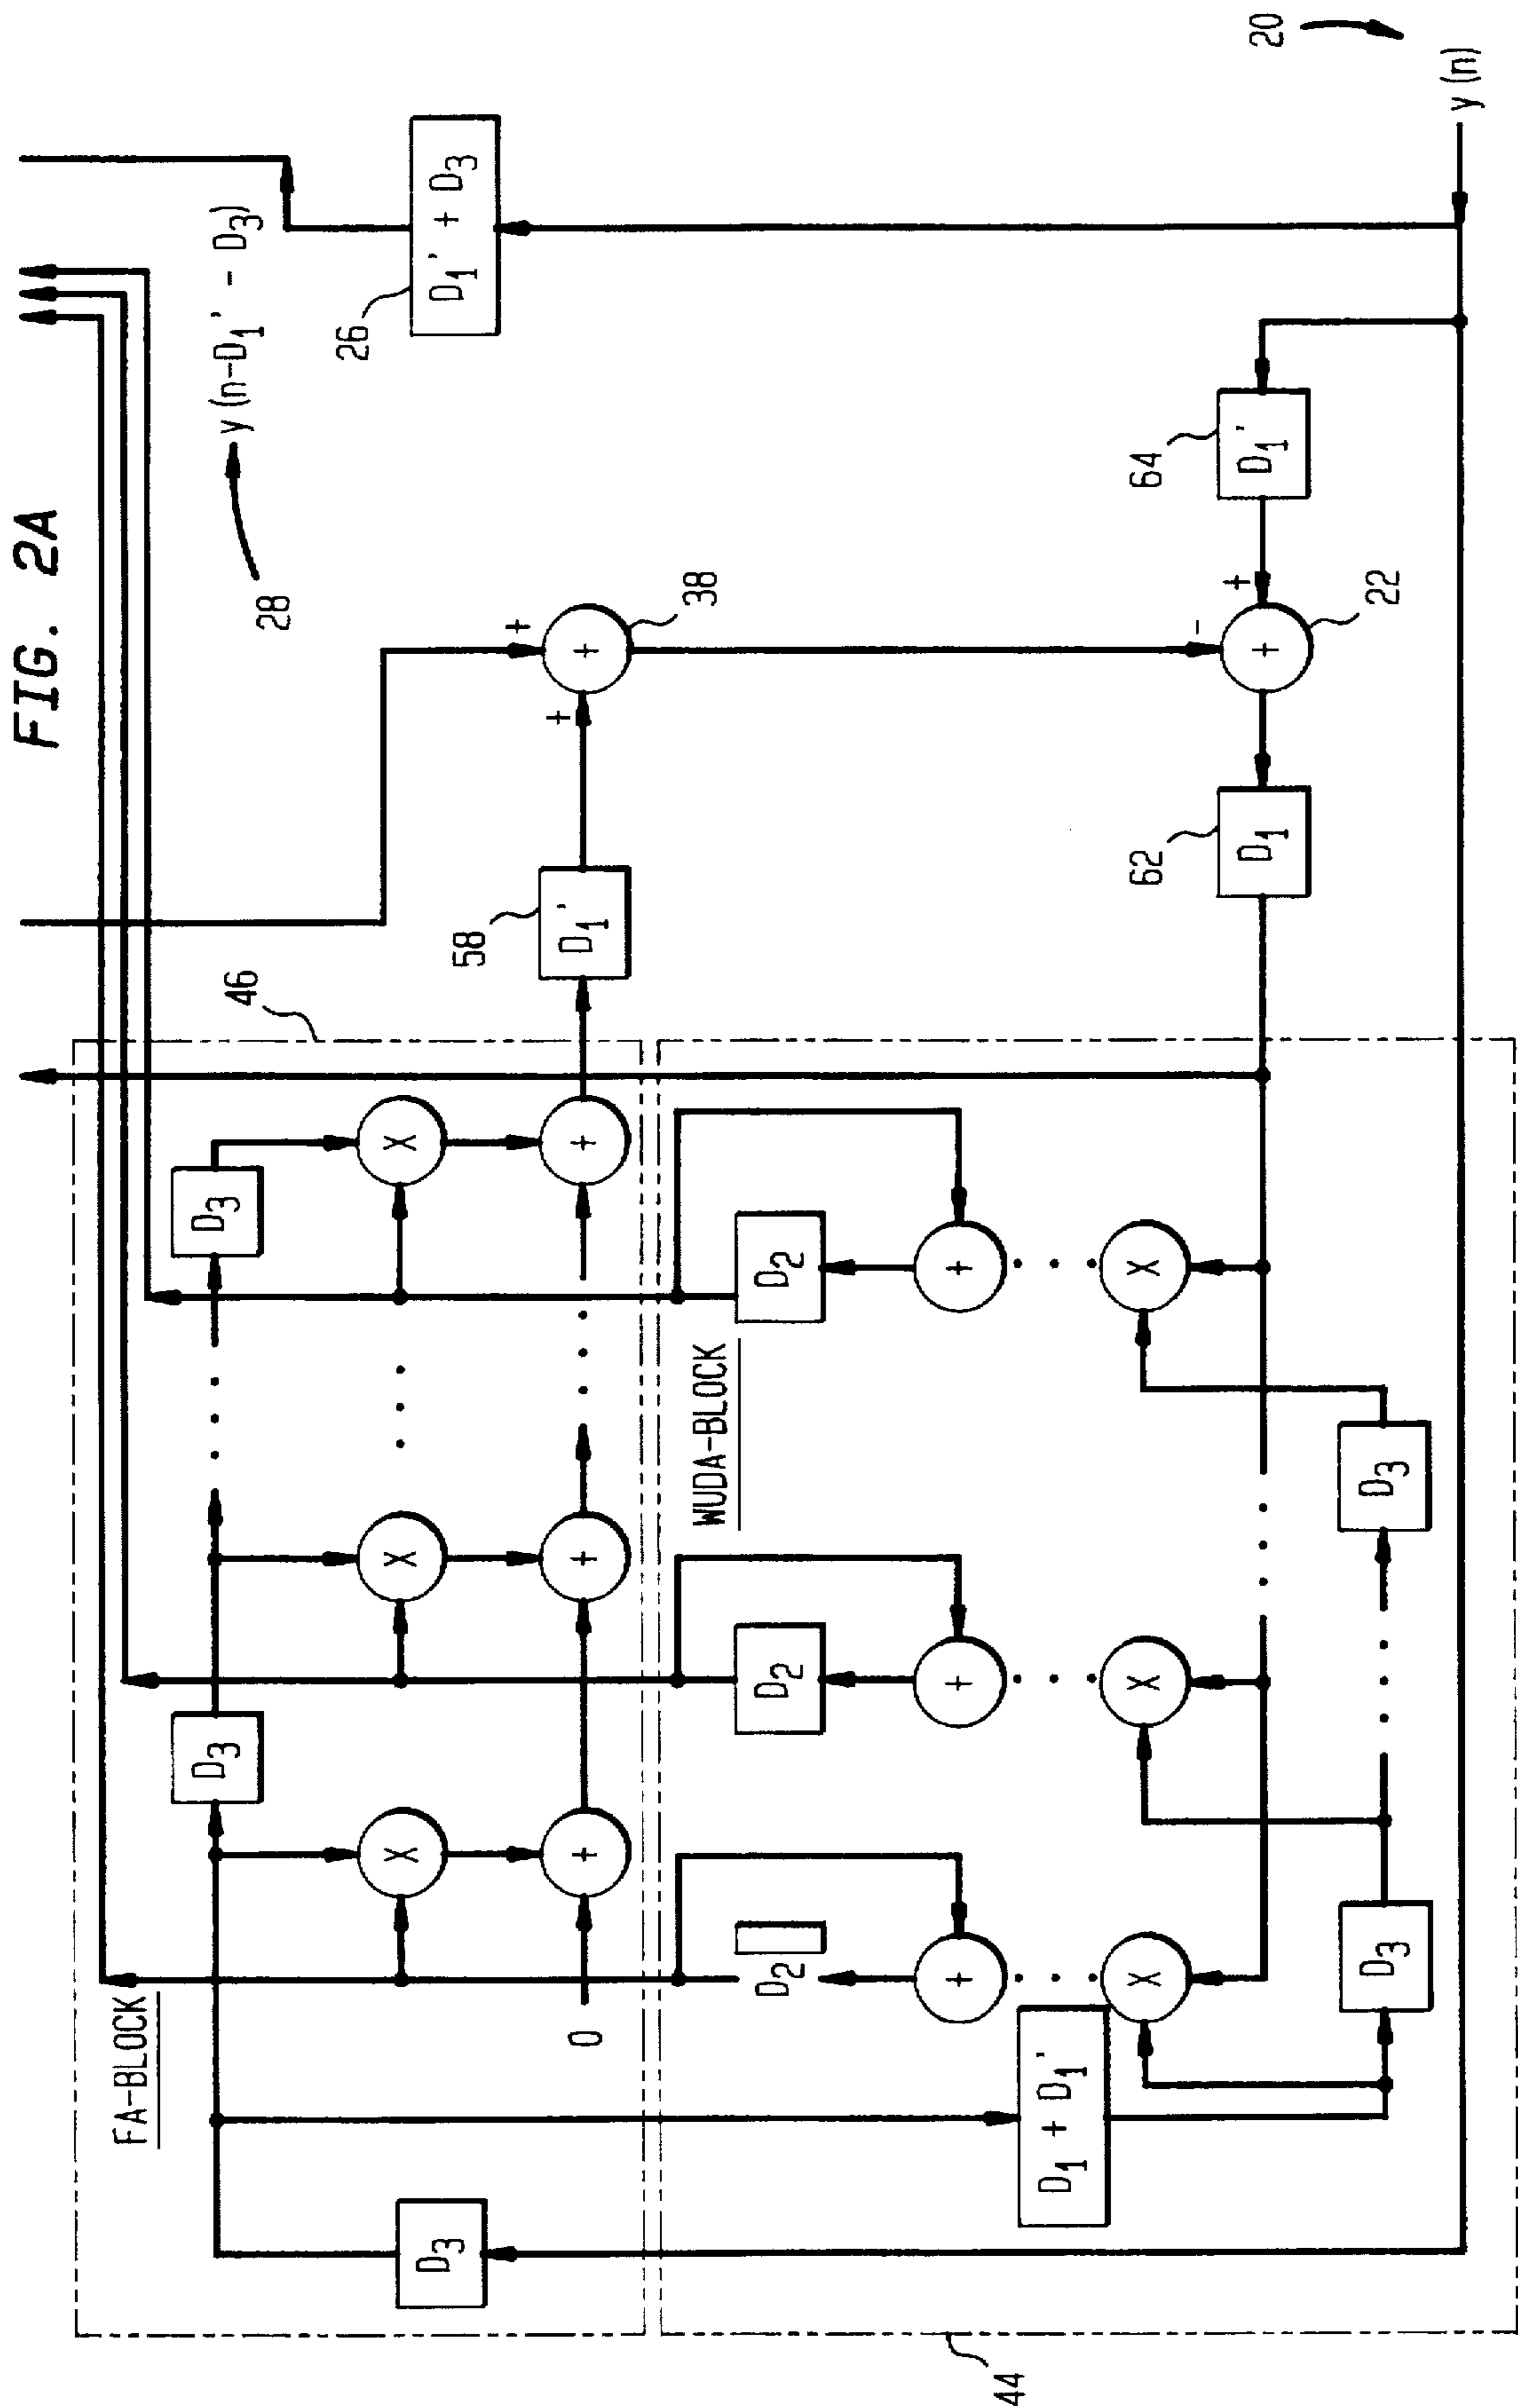 FIG. 2A
20
y (n)
28
y (n-D1' - D3)
26
D1' + D3
64
D1'
+
+
-
22
62
D1
+
+
+
38
58
D1'
46
FA-BLOCK
D3
D3
D3
X
X
X
. . .
+
+
+
0
WUDA-BLOCK
D2
D2
D2
+
+
+
X
X
X
D1 + D1'
D3
D3
44